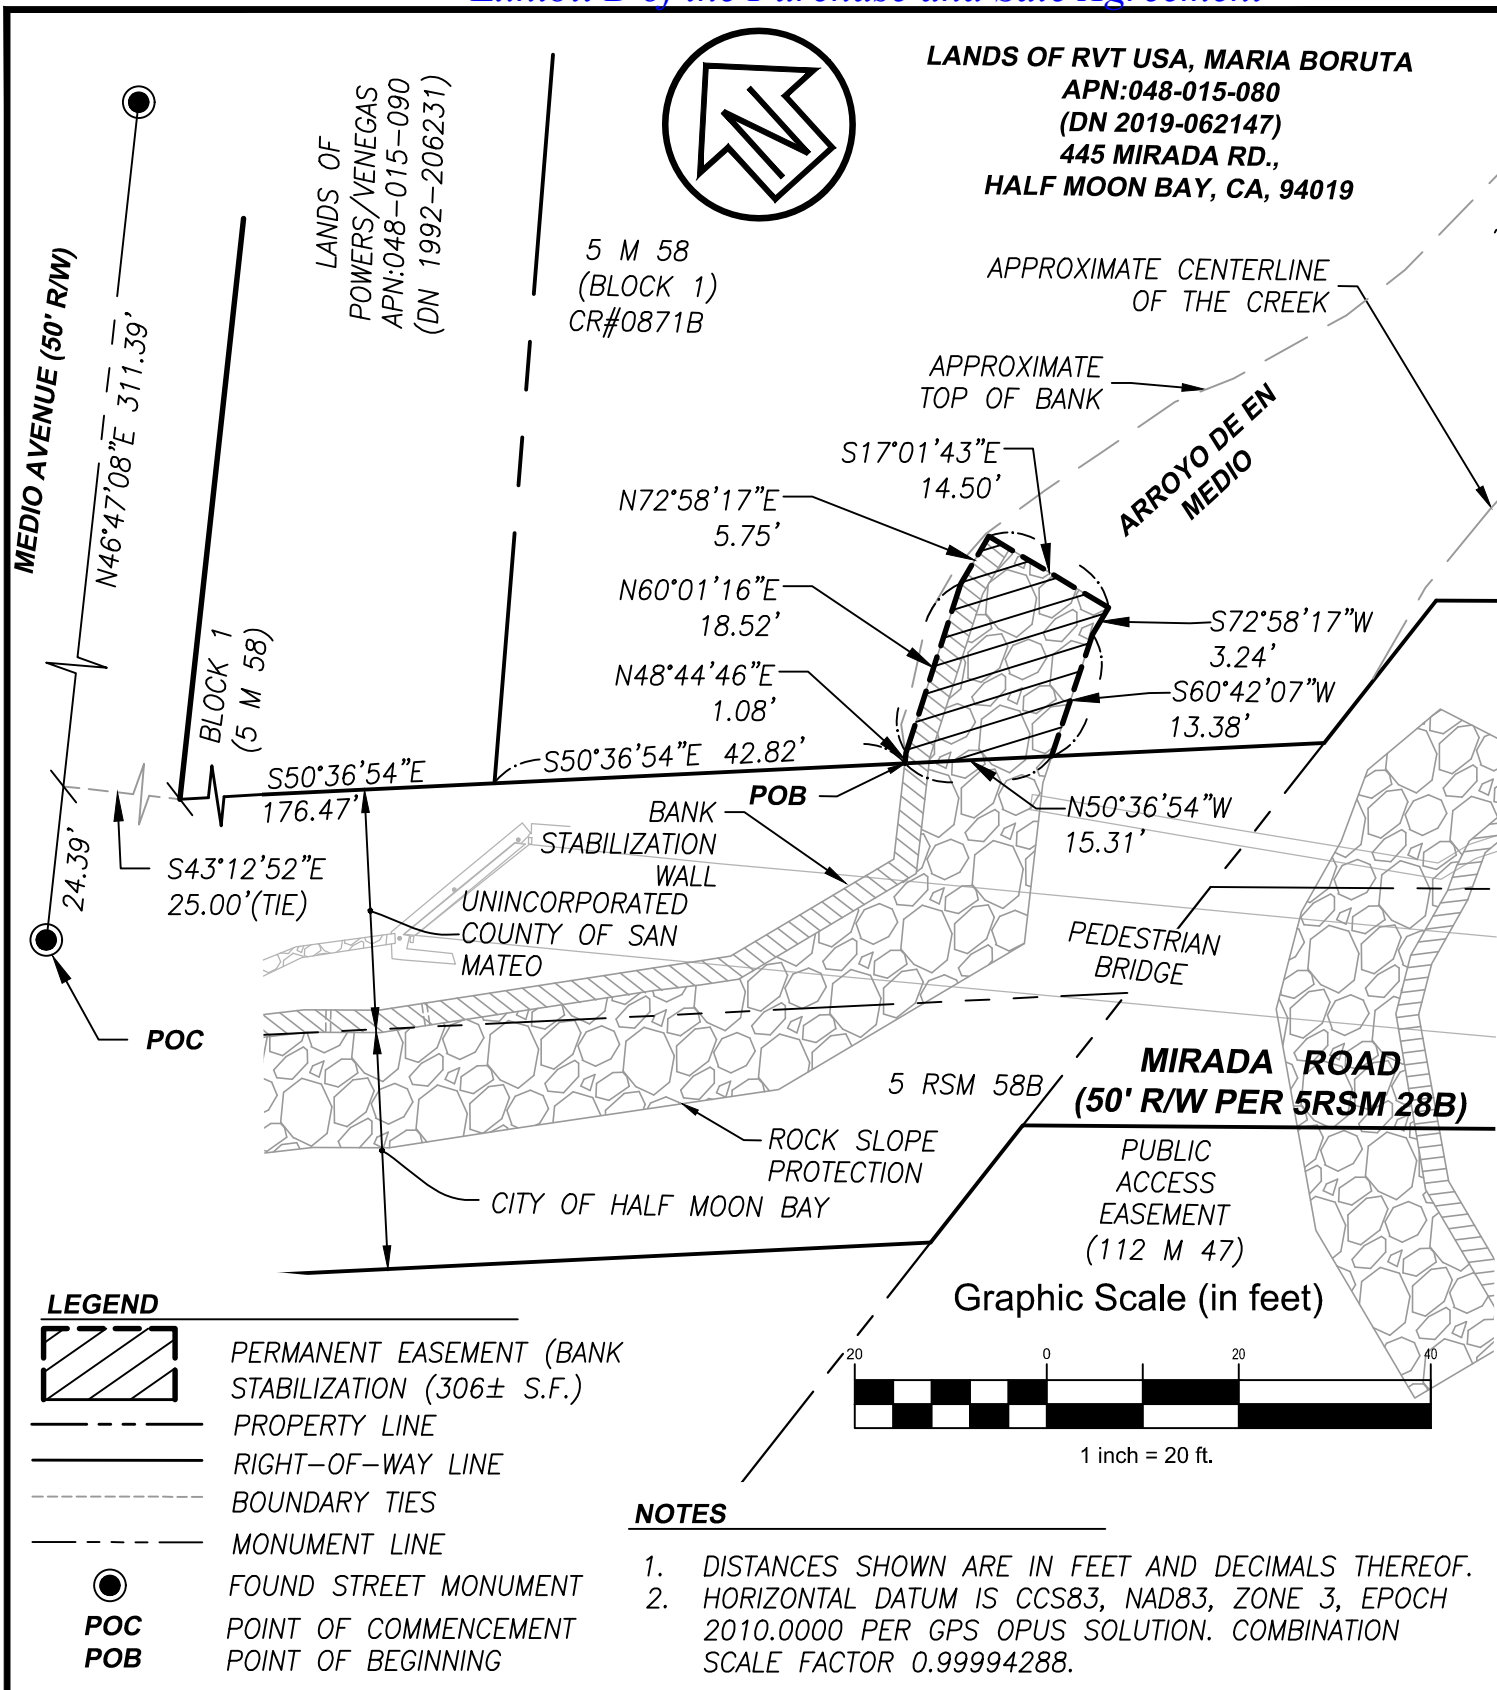 Exhibit B of the Purchase and Sale Agreement
LANDS OF RVT USA, MARIA BORUTA
APN:048-015-080
(DN 2019-062147)
445 MIRADA RD.,
HALF MOON BAY, CA, 94019
LANDS OF
POWERS/VENEGAS
APN:048-015-090
(DN 1992-206231)
N
5 M 58
(BLOCK 1)
CR#0871B
MEDIO AVENUE (50' R/W)
N46°47'08"E 311.39'
APPROXIMATE CENTERLINE
OF THE CREEK
APPROXIMATE
TOP OF BANK
ARROYO DE EN
MEDIO
S17°01'43"E
14.50'
N72°58'17"E
5.75'
N60°01'16"E
18.52'
N48°44'46"E
1.08'
S72°58'17"W
3.24'
S60°42'07"W
13.38'
BLOCK 1
(5 M 58)
S50°36'54"E
176.47'
S50°36'54"E 42.82'
POB
N50°36'54"W
15.31'
24.39'
S43°12'52"E
25.00'(TIE)
BANK
STABILIZATION
WALL
UNINCORPORATED
COUNTY OF SAN
MATEO
PEDESTRIAN
BRIDGE
POC
MIRADA ROAD
(50' R/W PER 5RSM 28B)
5 RSM 58B
ROCK SLOPE
PROTECTION
CITY OF HALF MOON BAY
PUBLIC
ACCESS
EASEMENT
(112 M 47)
Graphic Scale (in feet)
20 0 20 40
1 inch = 20 ft.
LEGEND
PERMANENT EASEMENT (BANK
STABILIZATION (306± S.F.)
PROPERTY LINE
RIGHT-OF-WAY LINE
BOUNDARY TIES
MONUMENT LINE
FOUND STREET MONUMENT
POC POINT OF COMMENCEMENT
POB POINT OF BEGINNING
NOTES
1. DISTANCES SHOWN ARE IN FEET AND DECIMALS THEREOF.
2. HORIZONTAL DATUM IS CCS83, NAD83, ZONE 3, EPOCH
2010.0000 PER GPS OPUS SOLUTION. COMBINATION
SCALE FACTOR 0.99994288.